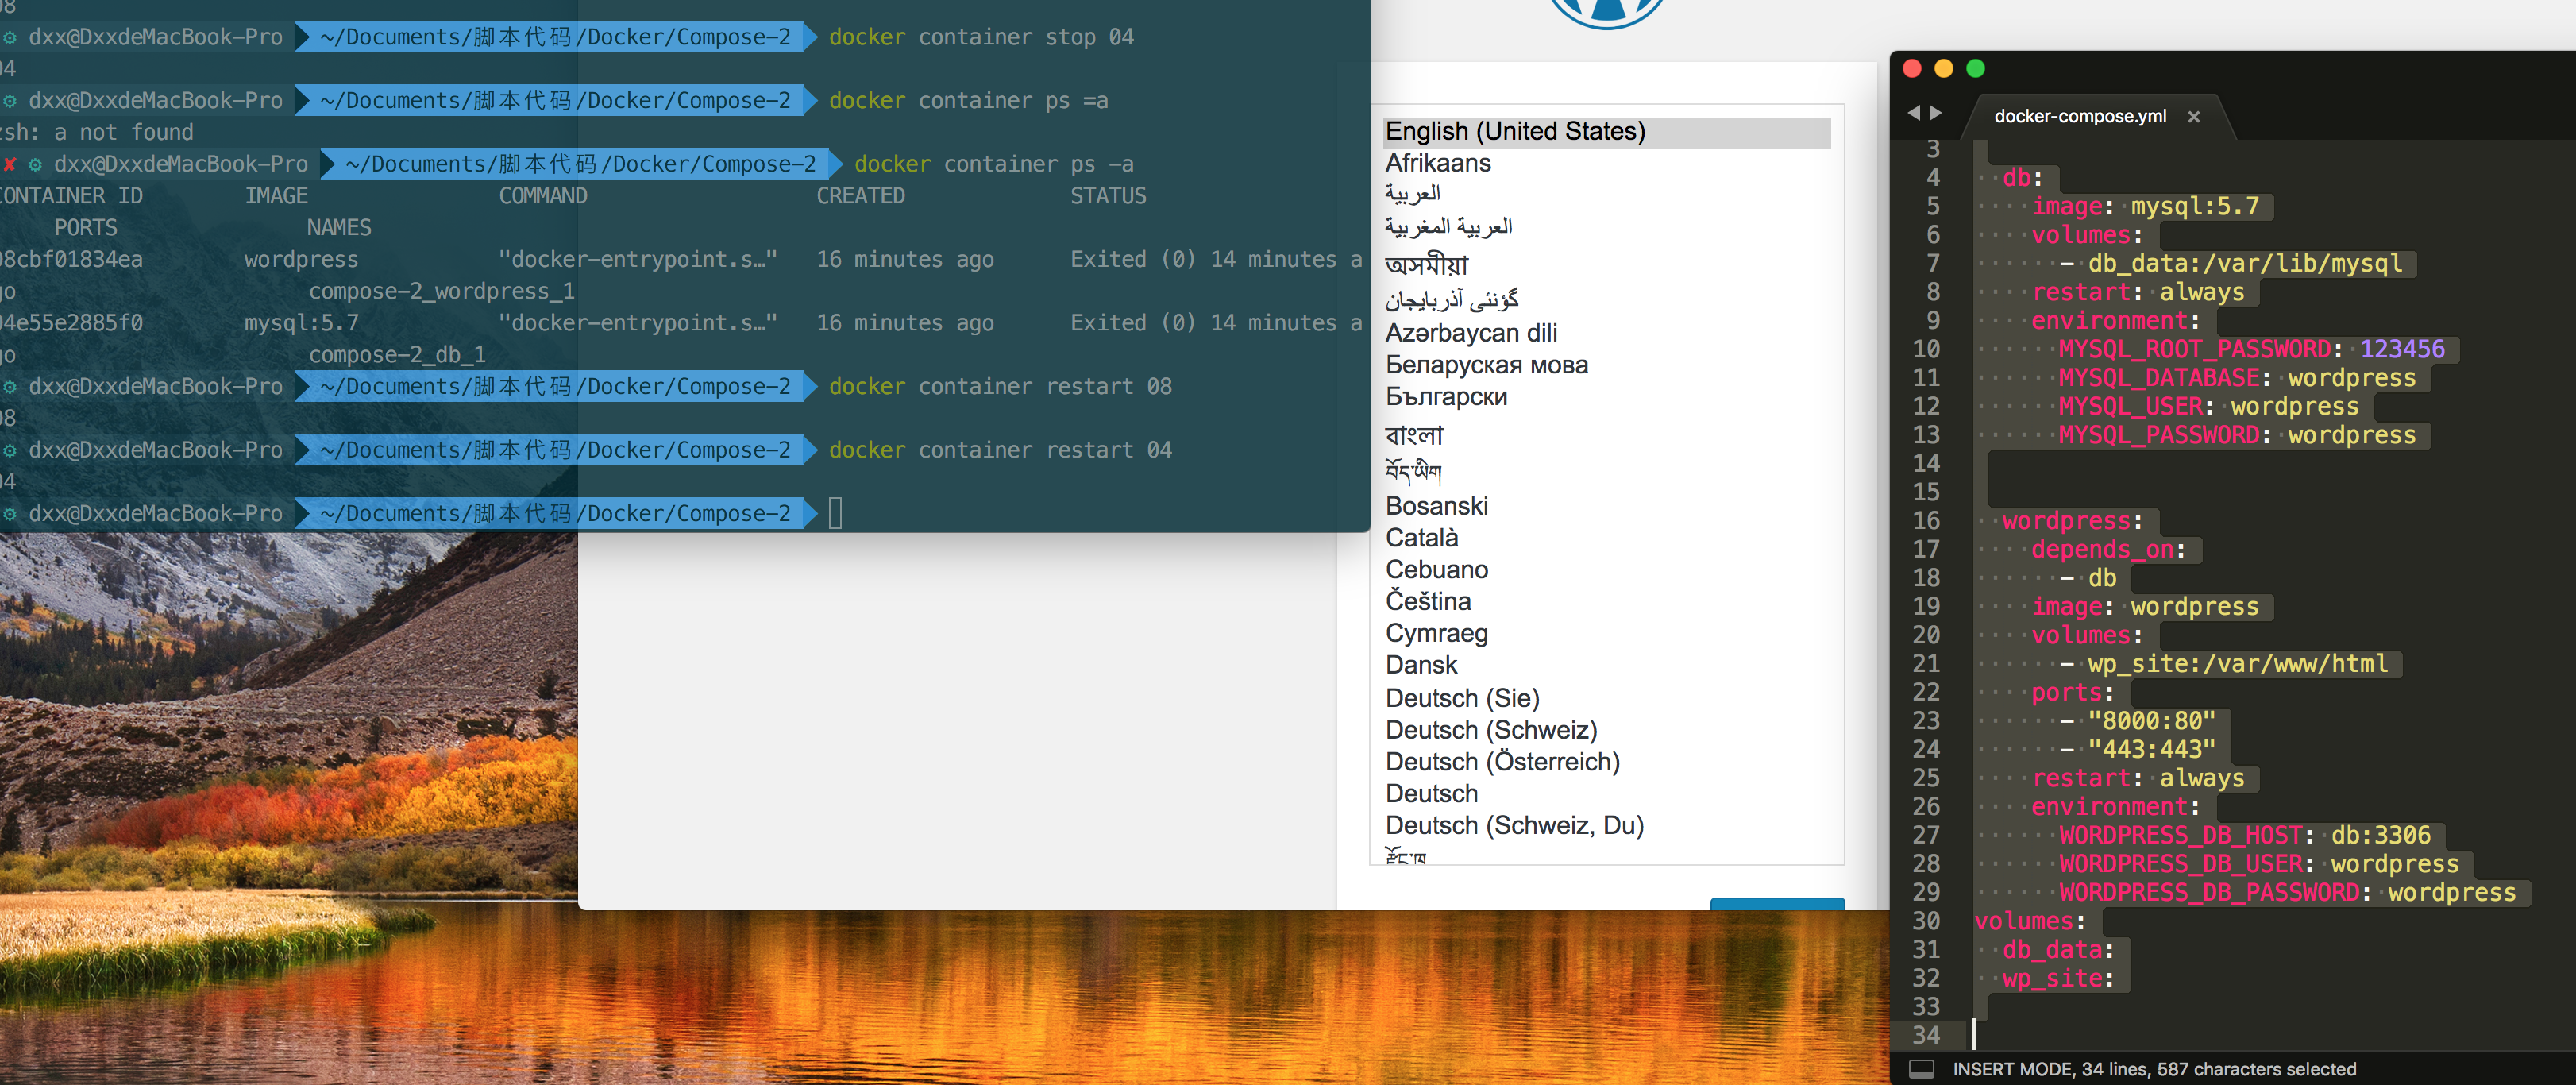 08
⚙ dxx@DxxdeMacBook-Pro ~/Documents/脚本代码/Docker/Compose-2 docker container stop 04
04
⚙ dxx@DxxdeMacBook-Pro ~/Documents/脚本代码/Docker/Compose-2 docker container ps =a
zsh: a not found
✘ ⚙ dxx@DxxdeMacBook-Pro ~/Documents/脚本代码/Docker/Compose-2 docker container ps -a
CONTAINER ID IMAGE COMMAND CREATED STATUS
PORTS NAMES
08cbf01834ea wordpress "docker-entrypoint.s…" 16 minutes ago Exited (0) 14 minutes a
go compose-2_wordpress_1
04e55e2885f0 mysql:5.7 "docker-entrypoint.s…" 16 minutes ago Exited (0) 14 minutes a
go compose-2_db_1
⚙ dxx@DxxdeMacBook-Pro ~/Documents/脚本代码/Docker/Compose-2 docker container restart 08
08
⚙ dxx@DxxdeMacBook-Pro ~/Documents/脚本代码/Docker/Compose-2 docker container restart 04
04
⚙ dxx@DxxdeMacBook-Pro ~/Documents/脚本代码/Docker/Compose-2
English (United States)
Afrikaans
العربية
العربية المغربية
অসমীয়া
گؤنئی آذربایجان
Azərbaycan dili
Беларуская мова
Български
বাংলা
བོད་ཡིག
Bosanski
Català
Cebuano
Čeština
Cymraeg
Dansk
Deutsch (Sie)
Deutsch (Schweiz)
Deutsch (Österreich)
Deutsch
Deutsch (Schweiz, Du)
docker-compose.yml ×
3
4 db:
5 image: mysql:5.7
6 volumes:
7 - db_data:/var/lib/mysql
8 restart: always
9 environment:
10 MYSQL_ROOT_PASSWORD: 123456
11 MYSQL_DATABASE: wordpress
12 MYSQL_USER: wordpress
13 MYSQL_PASSWORD: wordpress
14
15
16 wordpress:
17 depends_on:
18 - db
19 image: wordpress
20 volumes:
21 - wp_site:/var/www/html
22 ports:
23 - "8000:80"
24 - "443:443"
25 restart: always
26 environment:
27 WORDPRESS_DB_HOST: db:3306
28 WORDPRESS_DB_USER: wordpress
29 WORDPRESS_DB_PASSWORD: wordpress
30 volumes:
31 db_data:
32 wp_site:
33
34
INSERT MODE, 34 lines, 587 characters selected